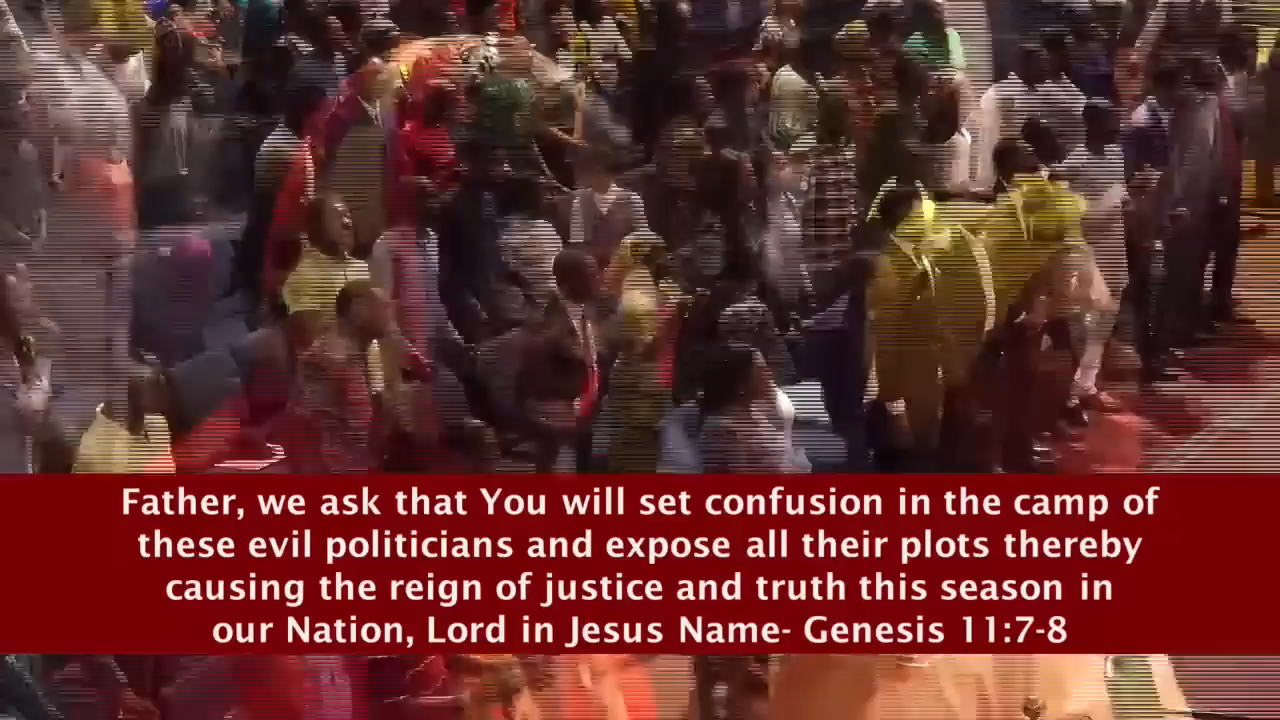 Father, we ask that You will set confusion in the camp of
these evil politicians and expose all their plots thereby
causing the reign of justice and truth this season in
our Nation, Lord in Jesus Name- Genesis 11:7-8